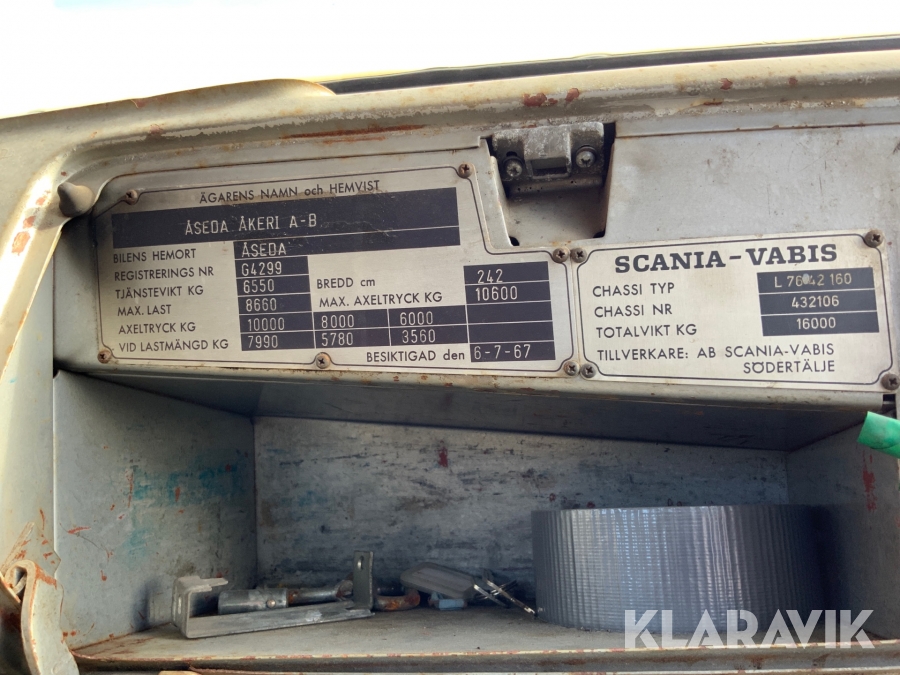 ÄGARENS NAMN och HEMVIST
ÅSEDA ÅKERI A-B
BILENS HEMORT ÅSEDA
REGISTRERINGS NR G4299
TJÄNSTEVIKT KG 6550 BREDD cm 242
MAX. LAST 8660 MAX. AXELTRYCK KG 10600
AXELTRYCK KG 10000 8000 6000
VID LASTMÄNGD KG 7990 5780 3560
BESIKTIGAD den 6-7-67
SCANIA-VABIS
CHASSI TYP L 76 42 160
CHASSI NR 432106
TOTALVIKT KG 16000
TILLVERKARE: AB SCANIA-VABIS
SÖDERTÄLJE
KLARAVIK